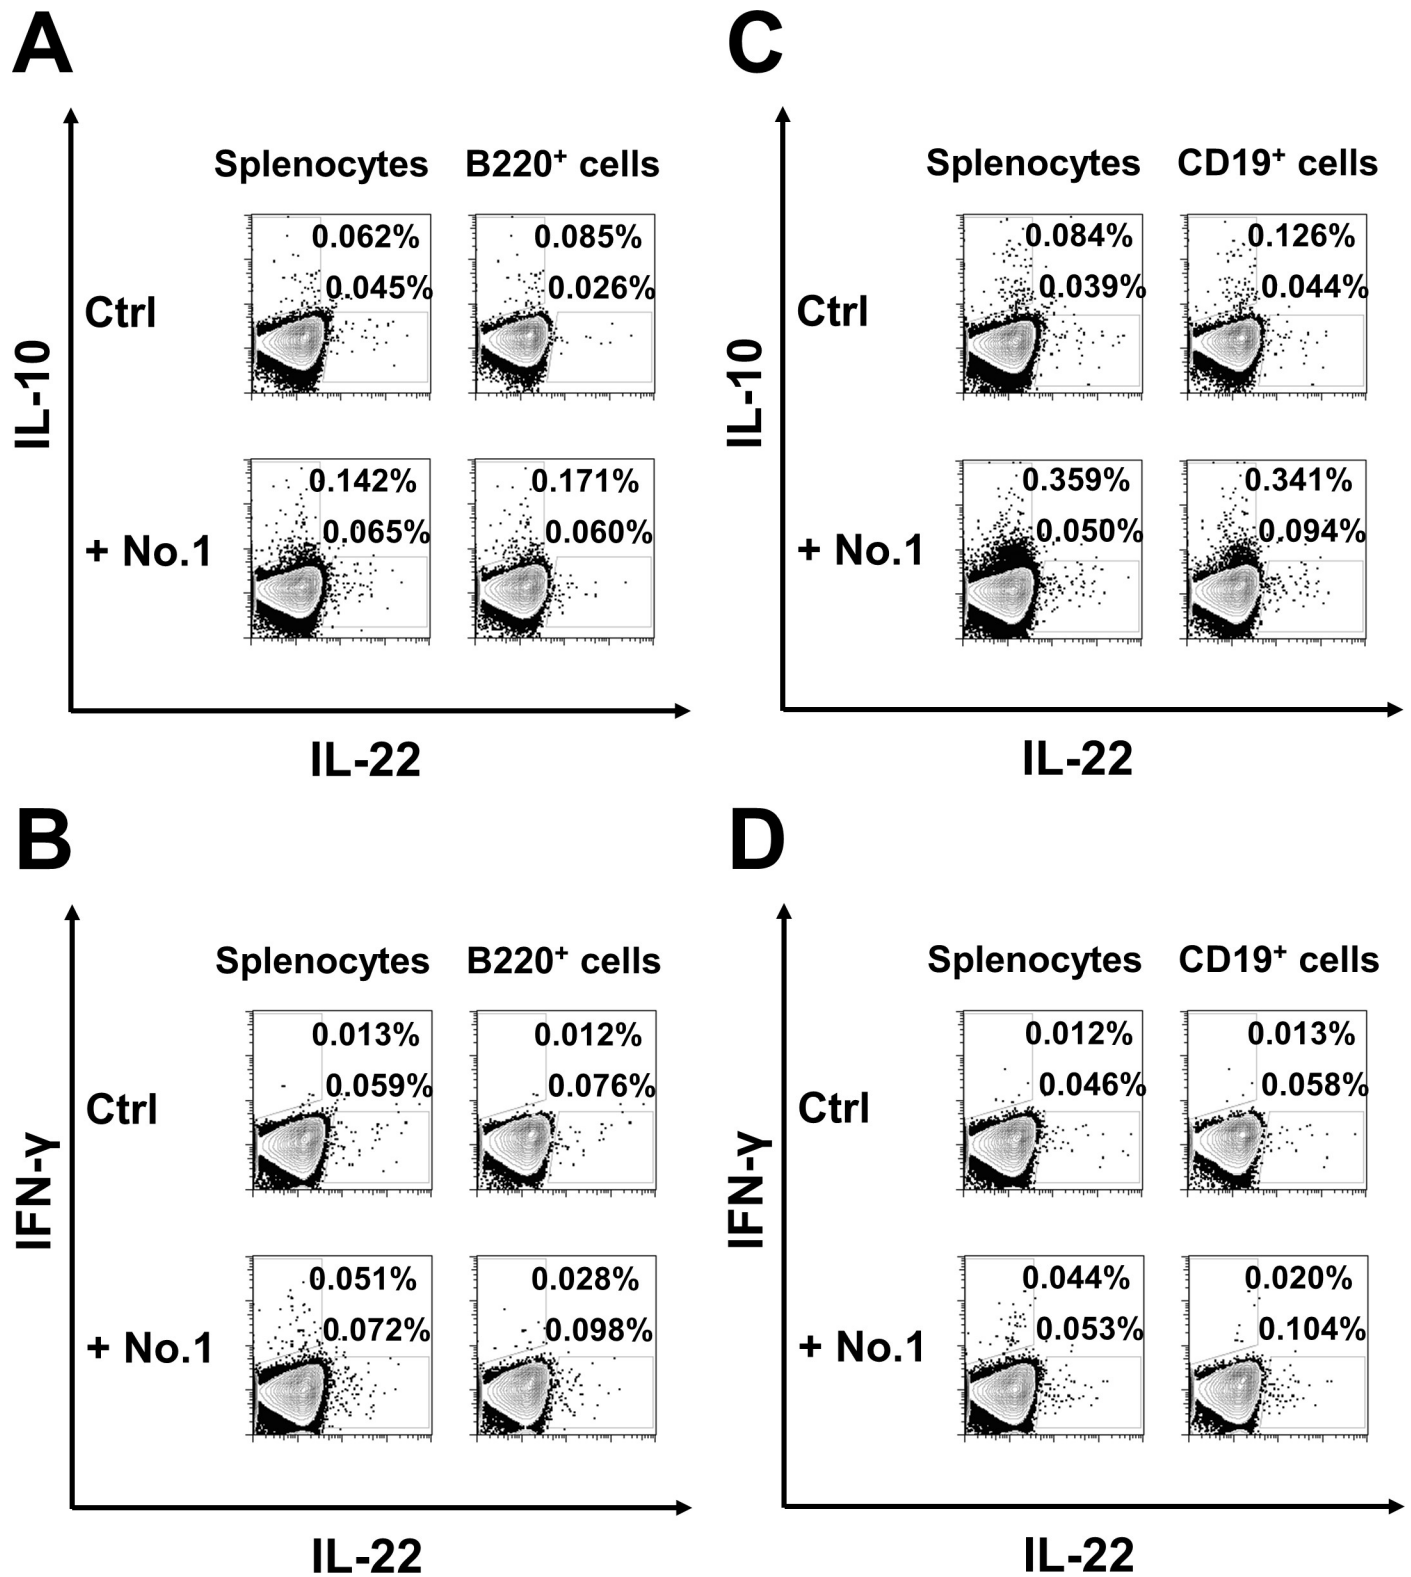 A
Splenocytes B220⁺ cells
Ctrl
0.062% 0.085%
0.045% 0.026%
+ No.1
0.142% 0.171%
0.065% 0.060%
IL-10
IL-22
C
Splenocytes CD19⁺ cells
Ctrl
0.084% 0.126%
0.039% 0.044%
+ No.1
0.359% 0.341%
0.050% 0.094%
IL-10
IL-22
B
Splenocytes B220⁺ cells
Ctrl
0.013% 0.012%
0.059% 0.076%
+ No.1
0.051% 0.028%
0.072% 0.098%
IFN-γ
IL-22
D
Splenocytes CD19⁺ cells
Ctrl
0.012% 0.013%
0.046% 0.058%
+ No.1
0.044% 0.020%
0.053% 0.104%
IFN-γ
IL-22